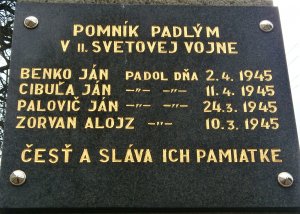 POMNÍK PADLÝM
V II. SVETOVEJ VOJNE
BENKO JÁN PADOL DŇA 2.4.1945
CIBUĽA JÁN -"- -"- 11.4.1945
PALOVIČ JÁN -"- -"- 24.3.1945
ZORVAN ALOJZ -"- 10.3.1945
ČESŤ A SLÁVA ICH PAMIATKE